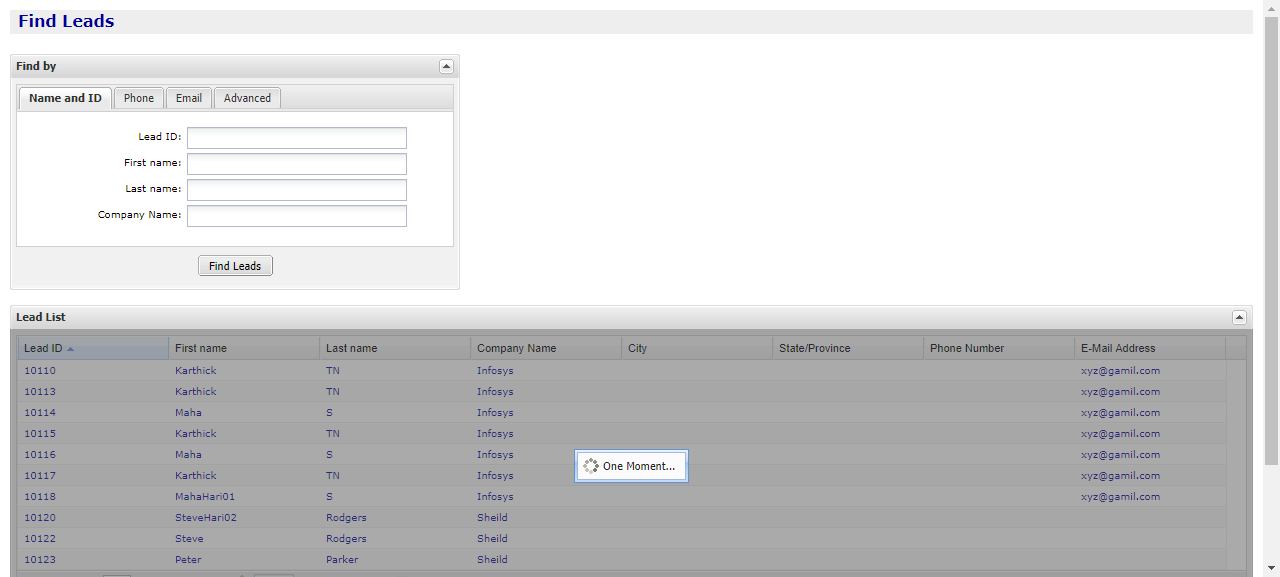 Find Leads
Find by
Name and ID Phone Email Advanced
Lead ID:
First name:
Last name:
Company Name:
Find Leads
Lead List
Lead ID First name Last name Company Name City State/Province Phone Number E-Mail Address
10110 Karthick TN Infosys xyz@gamil.com
10113 Karthick TN Infosys xyz@gamil.com
10114 Maha S Infosys xyz@gamil.com
10115 Karthick TN Infosys xyz@gamil.com
10116 Maha S Infosys xyz@gamil.com
One Moment...
10117 Karthick TN Infosys xyz@gamil.com
10118 MahaHari01 S Infosys xyz@gamil.com
10120 SteveHari02 Rodgers Sheild
10122 Steve Rodgers Sheild
10123 Peter Parker Sheild